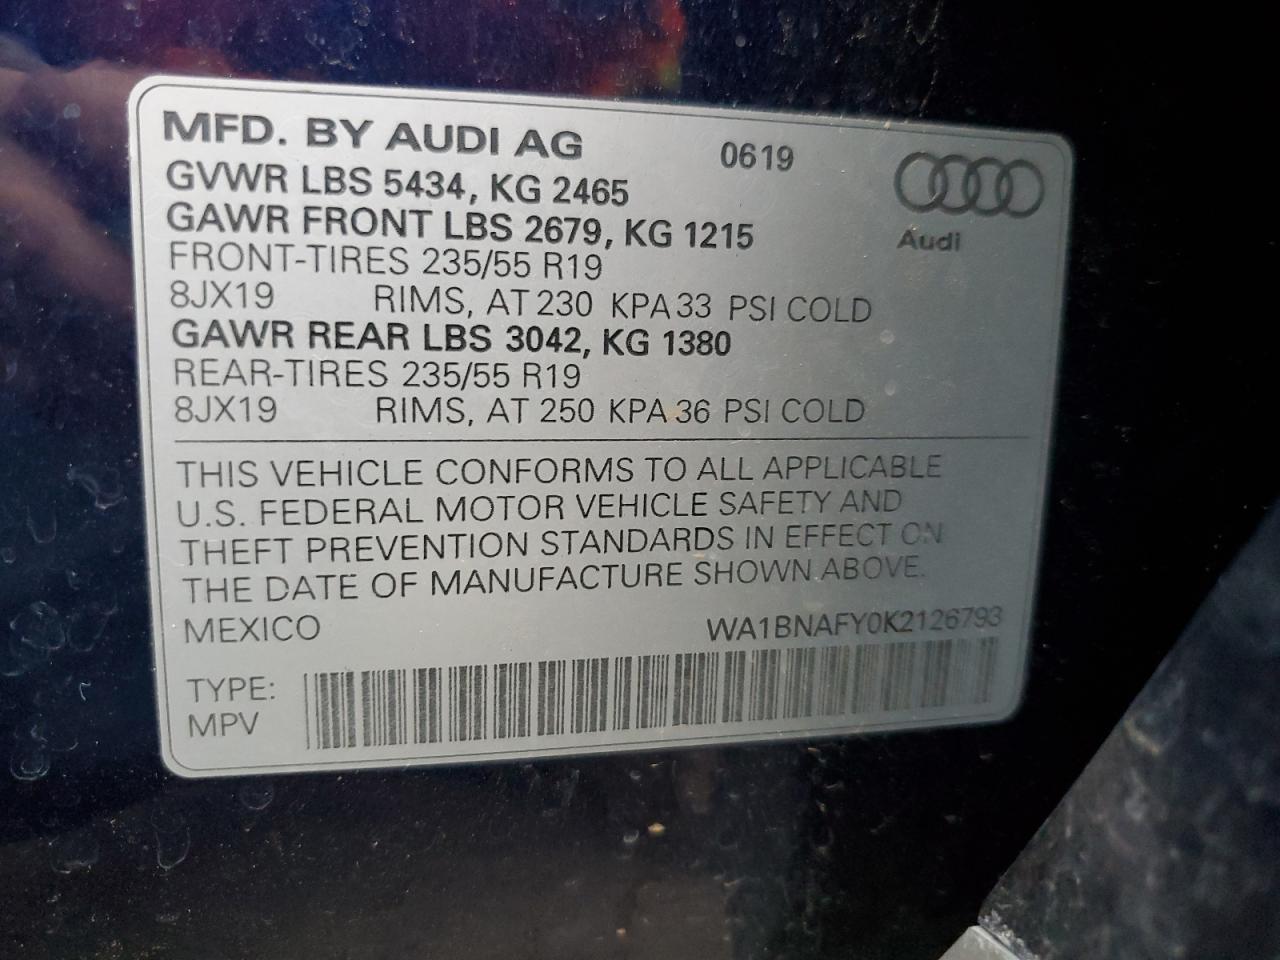 MFD. BY AUDI AG 0619
GVWR LBS 5434, KG 2465
GAWR FRONT LBS 2679, KG 1215
Audi
FRONT-TIRES 235/55 R19
8JX19 RIMS, AT 230 KPA 33 PSI COLD
GAWR REAR LBS 3042, KG 1380
REAR-TIRES 235/55 R19
8JX19 RIMS, AT 250 KPA 36 PSI COLD
THIS VEHICLE CONFORMS TO ALL APPLICABLE
U.S. FEDERAL MOTOR VEHICLE SAFETY AND
THEFT PREVENTION STANDARDS IN EFFECT ON
THE DATE OF MANUFACTURE SHOWN ABOVE.
MEXICO WA1BNAFY0K2126793
TYPE:
MPV